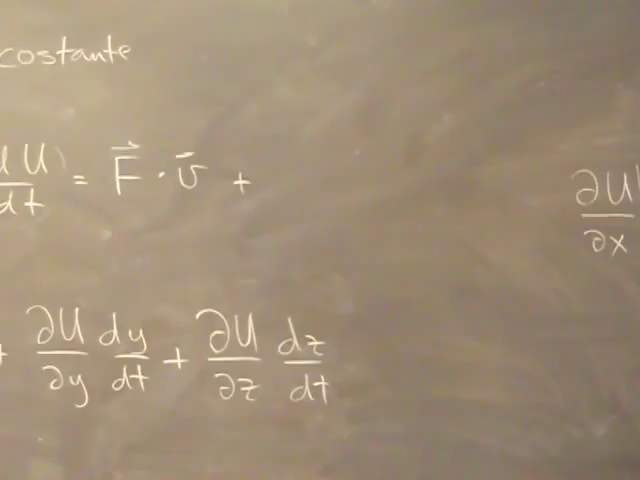 costante
dU/dt = F⃗ · v⃗ +
∂U/∂x
+ ∂U/∂y dy/dt + ∂U/∂z dz/dt